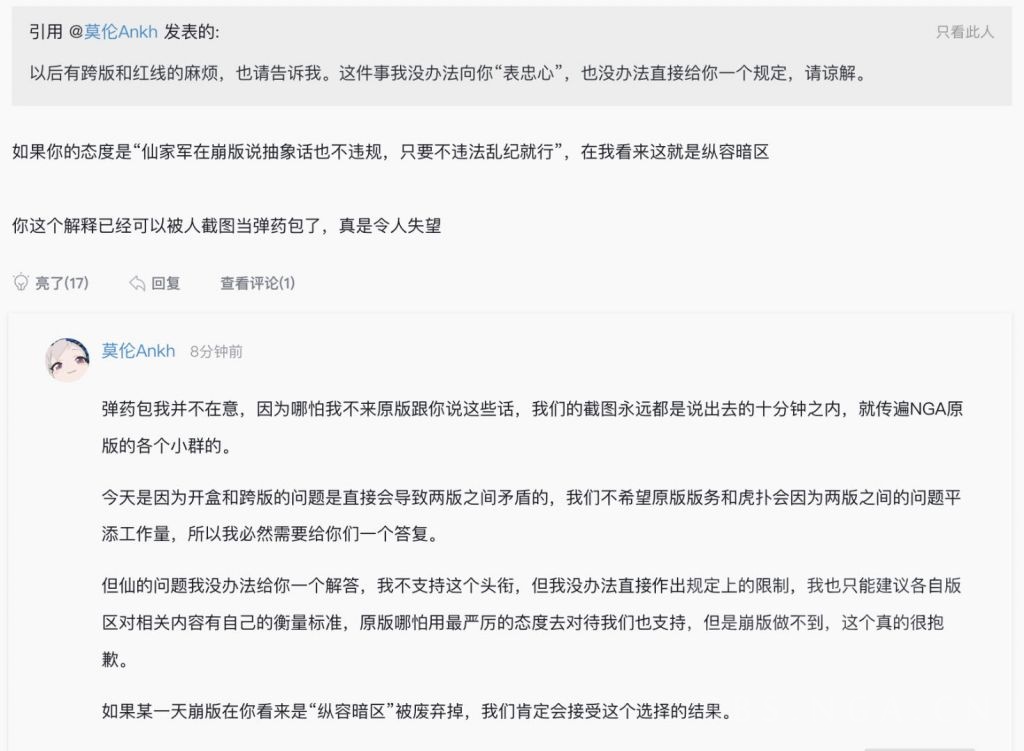 引用 @莫伦Ankh 发表的:
只看此人
以后有跨版和红线的麻烦，也请告诉我。这件事我没办法向你“表忠心”，也没办法直接给你一个规定，请谅解。
如果你的态度是“仙家军在崩版说抽象话也不违规，只要不违法乱纪就行”，在我看来这就是纵容暗区
你这个解释已经可以被人截图当弹药包了，真是令人失望
亮了(17) 回复 查看评论(1)
莫伦Ankh 8分钟前
弹药包我并不在意，因为哪怕我不来原版跟你说这些话，我们的截图永远都是说出去的十分钟之内，就传遍NGA原
版的各个小群的。
今天是因为开盒和跨版的问题是直接会导致两版之间矛盾的，我们不希望原版版务和虎扑会因为两版之间的问题平
添工作量，所以我必然需要给你们一个答复。
但仙的问题我没办法给你一个解答，我不支持这个头衔，但我没办法直接作出规定上的限制，我也只能建议各自版
区对相关内容有自己的衡量标准，原版哪怕用最严厉的态度去对待我们也支持，但是崩版做不到，这个真的很抱
歉。
如果某一天崩版在你看来是“纵容暗区”被废弃掉，我们肯定会接受这个选择的结果。